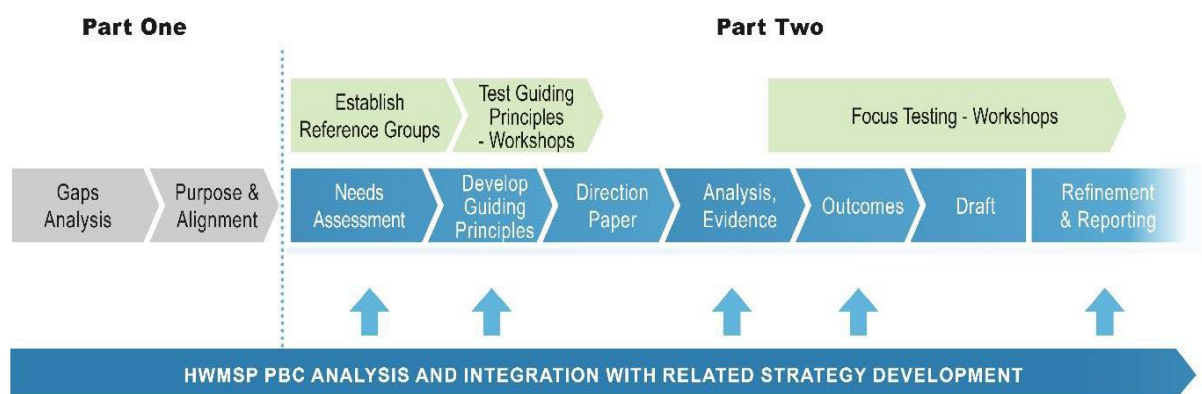 Part One
Part Two
Establish
Reference Groups
Test Guiding
Principles
- Workshops
Focus Testing - Workshops
Gaps
Analysis
Purpose &
Alignment
Needs
Assessment
Develop
Guiding
Principles
Direction
Paper
Analysis,
Evidence
Outcomes
Draft
Refinement
& Reporting
HWMSP PBC ANALYSIS AND INTEGRATION WITH RELATED STRATEGY DEVELOPMENT